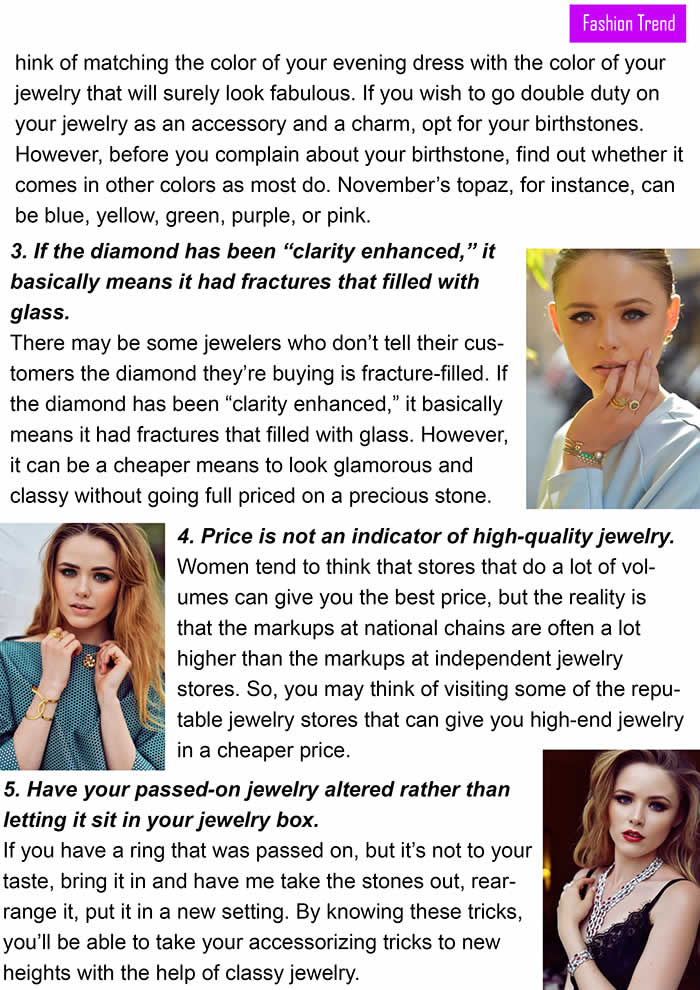 Fashion Trend
hink of matching the color of your evening dress with the color of your
jewelry that will surely look fabulous. If you wish to go double duty on
your jewelry as an accessory and a charm, opt for your birthstones.
However, before you complain about your birthstone, find out whether it
comes in other colors as most do. November’s topaz, for instance, can
be blue, yellow, green, purple, or pink.
3. If the diamond has been “clarity enhanced,” it
basically means it had fractures that filled with
glass.
There may be some jewelers who don’t tell their cus-
tomers the diamond they’re buying is fracture-filled. If
the diamond has been “clarity enhanced,” it basically
means it had fractures that filled with glass. However,
it can be a cheaper means to look glamorous and
classy without going full priced on a precious stone.
4. Price is not an indicator of high-quality jewelry.
Women tend to think that stores that do a lot of vol-
umes can give you the best price, but the reality is
that the markups at national chains are often a lot
higher than the markups at independent jewelry
stores. So, you may think of visiting some of the repu-
table jewelry stores that can give you high-end jewelry
in a cheaper price.
5. Have your passed-on jewelry altered rather than
letting it sit in your jewelry box.
If you have a ring that was passed on, but it’s not to your
taste, bring it in and have me take the stones out, rear-
range it, put it in a new setting. By knowing these tricks,
you’ll be able to take your accessorizing tricks to new
heights with the help of classy jewelry.